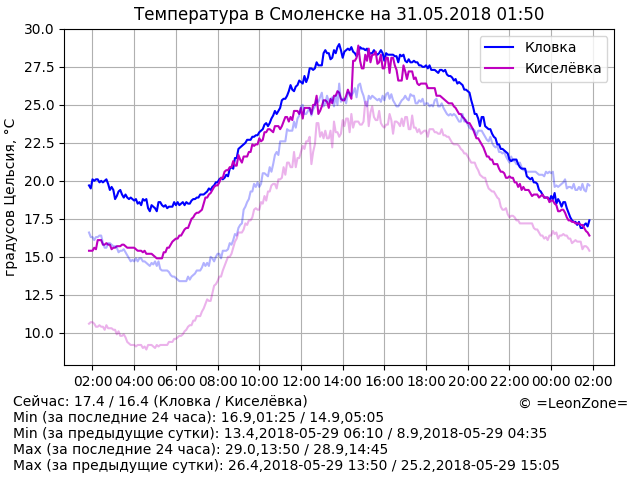 Температура в Смоленске на 31.05.2018 01:50
30.0
27.5
25.0
22.5
20.0
17.5
15.0
12.5
10.0
градусов Цельсия, °C
Кловка
Киселёвка
02:00 04:00 06:00 08:00 10:00 12:00 14:00 16:00 18:00 20:00 22:00 00:00 02:00
Сейчас: 17.4 / 16.4 (Кловка / Киселёвка)
© =LeonZone=
Min (за последние 24 часа): 16.9,01:25 / 14.9,05:05
Min (за предыдущие сутки): 13.4,2018-05-29 06:10 / 8.9,2018-05-29 04:35
Max (за последние 24 часа): 29.0,13:50 / 28.9,14:45
Max (за предыдущие сутки): 26.4,2018-05-29 13:50 / 25.2,2018-05-29 15:05